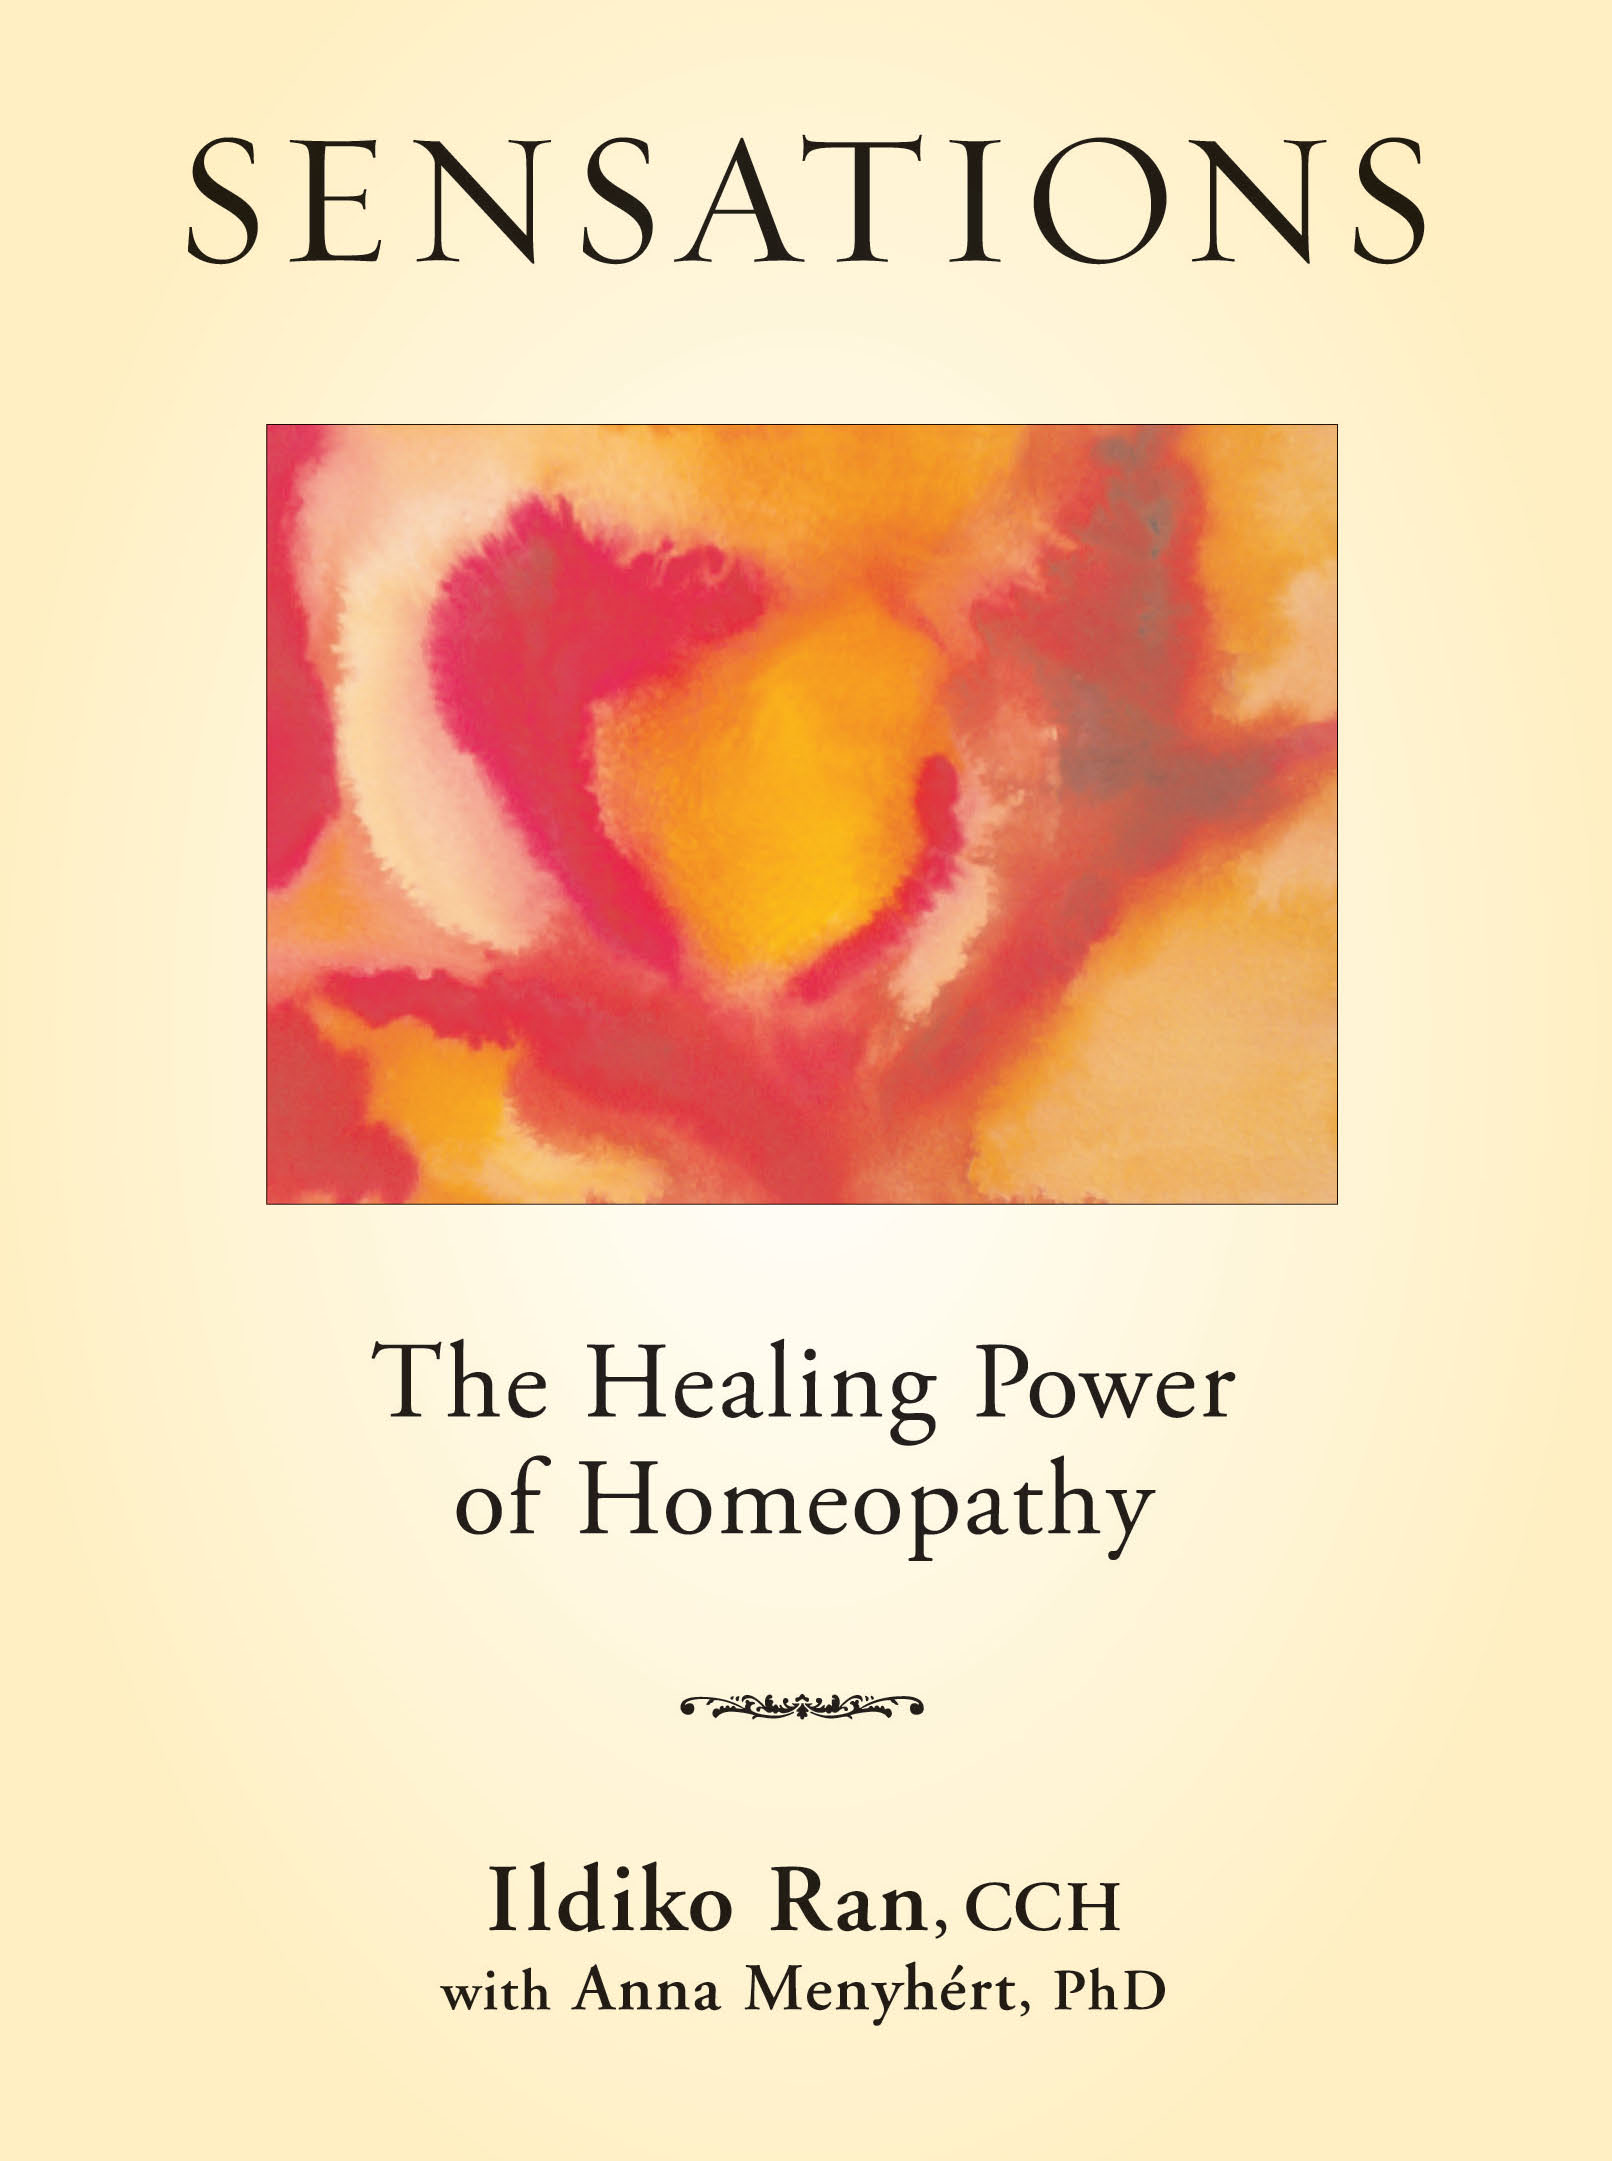 SENSATIONS
The Healing Power
of Homeopathy
Ildiko Ran, CCH
with Anna Menyhért, PhD